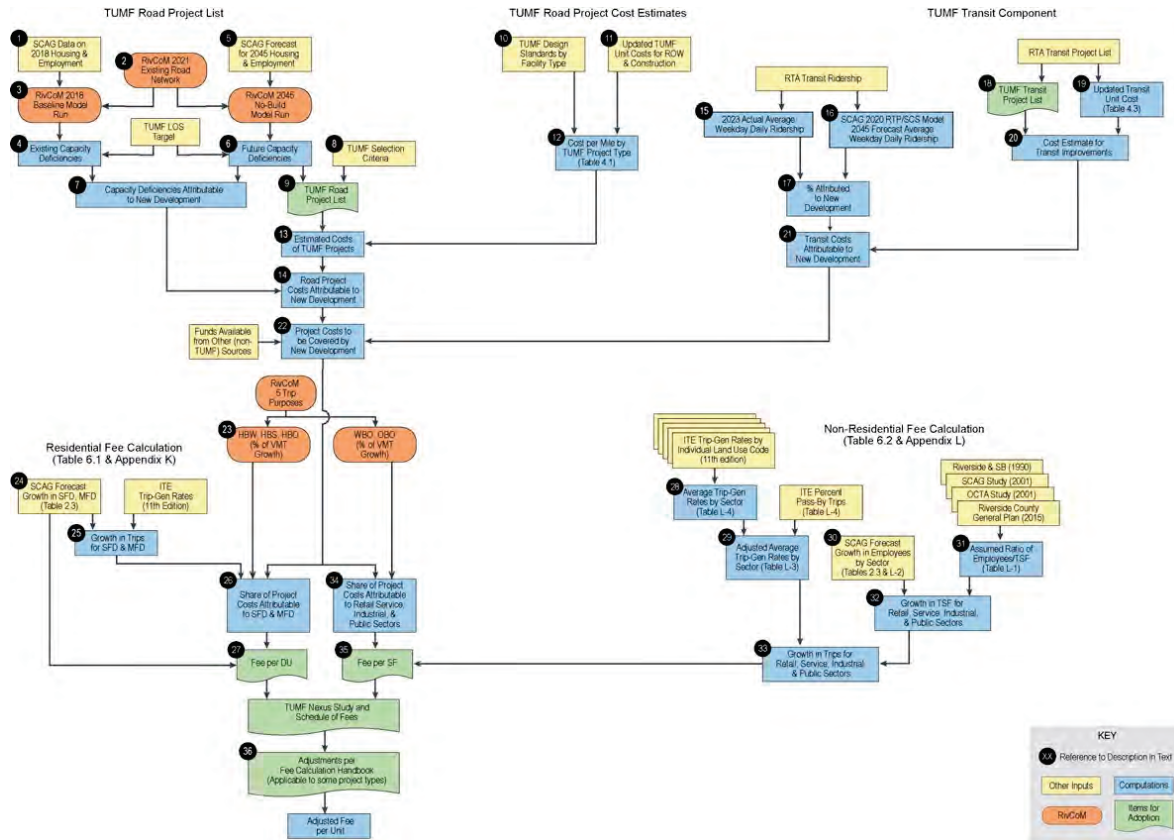 TUMF Road Project List
TUMF Road Project Cost Estimates
TUMF Transit Component
1
SCAG Data on
2018 Housing &
Employment
2
RivCoM 2021
Existing Road
Network
5
SCAG Forecast
for 2045 Housing
& Employment
3
RivCoM 2018
Baseline Model
Run
RivCoM 2045
No-Build
Model Run
TUMF LOS
Target
4
Existing Capacity
Deficiencies
6
Future Capacity
Deficiencies
8
TUMF Selection
Criteria
7
Capacity Deficiencies Attributable
to New Development
9
TUMF Road
Project List
10
TUMF Design
Standards by
Facility Type
11
Updated TUMF
Unit Costs for ROW
& Construction
12
Cost per Mile by
TUMF Project Type
(Table 4.1)
13
Estimated Costs
of TUMF Projects
14
Road Project
Costs Attributable to
New Development
RTA Transit Ridership
15
2023 Actual Average
Weekday Daily Ridership
16
SCAG 2020 RTP/SCS Model
2045 Forecast Average
Weekday Daily Ridership
17
% Attributed
to New
Development
RTA Transit Project List
18
TUMF Transit
Project List
19
Updated Transit
Unit Cost
(Table 4.3)
20
Cost Estimate for
Transit Improvements
21
Transit Costs
Attributable to
New Development
Funds Available
from Other (non-
TUMF) Sources
22
Project Costs to
be Covered by
New Development
RivCoM
5 Trip
Purposes
23
HBW, HBS, HBO
(% of VMT
Growth)
WBO, OBO
(% of VMT
Growth)
Residential Fee Calculation
(Table 6.1 & Appendix K)
24
SCAG Forecast
Growth in SFD, MFD
(Table 2.3)
ITE
Trip-Gen Rates
(11th Edition)
25
Growth in Trips
for SFD & MFD
26
Share of Project
Costs Attributable
to SFD & MFD
34
Share of Project
Costs Attributable
to Retail Service,
Industrial, &
Public Sectors
27
Fee per DU
35
Fee per SF
TUMF Nexus Study and
Schedule of Fees
36
Adjustments per
Fee Calculation Handbook
(Applicable to some project types)
Adjusted Fee
per Unit
Non-Residential Fee Calculation
(Table 6.2 & Appendix L)
ITE Trip-Gen Rates by
Individual Land Use Code
(11th edition)
28
Average Trip-Gen
Rates by Sector
(Table L-4)
ITE Percent
Pass-By Trips
(Table L-4)
29
Adjusted Average
Trip-Gen Rates by
Sector (Table L-3)
30
SCAG Forecast
Growth in Employees
by Sector
(Tables 2.3 & L-2)
Riverside & SB (1990)
SCAG Study (2001)
OCTA Study (2001)
Riverside County
General Plan (2015)
31
Assumed Ratio of
Employees/TSF
(Table L-1)
32
Growth in TSF for
Retail, Service, Industrial,
& Public Sectors
33
Growth in Trips for
Retail, Service, Industrial
& Public Sectors
KEY
XX Reference to Description In Text
Other Inputs
Computations
RivCoM
Items for
Adoption